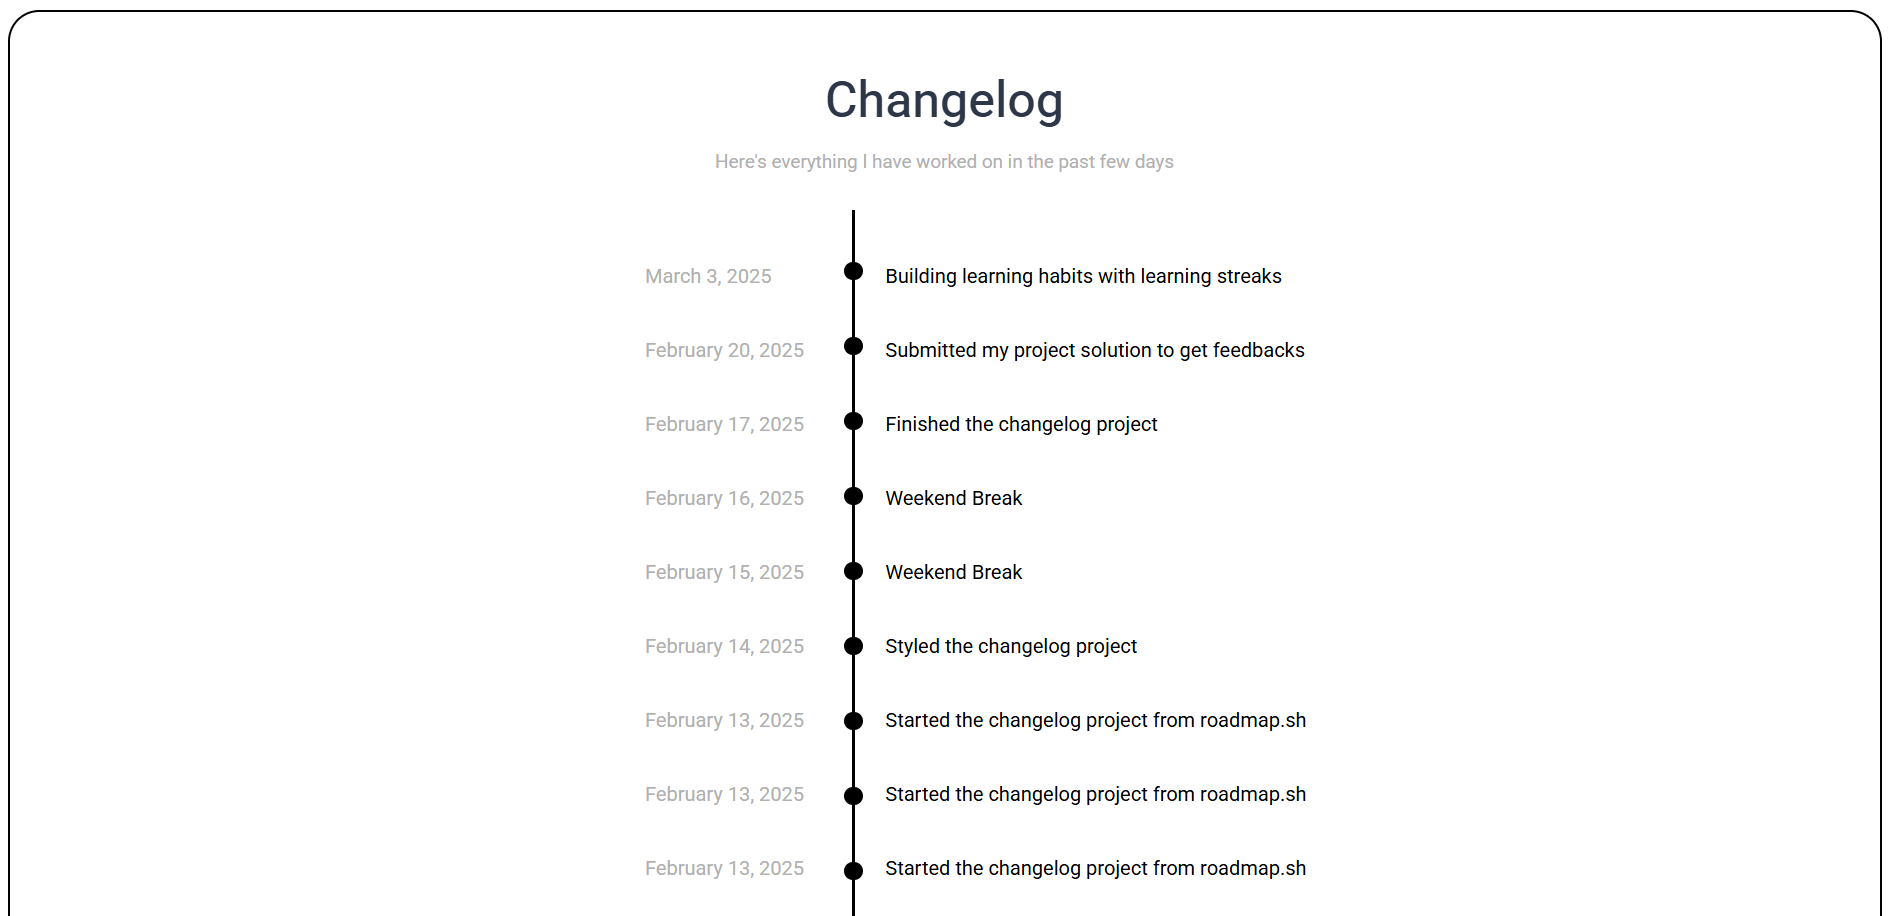 Changelog
Here's everything I have worked on in the past few days
March 3, 2025 Building learning habits with learning streaks
February 20, 2025 Submitted my project solution to get feedbacks
February 17, 2025 Finished the changelog project
February 16, 2025 Weekend Break
February 15, 2025 Weekend Break
February 14, 2025 Styled the changelog project
February 13, 2025 Started the changelog project from roadmap.sh
February 13, 2025 Started the changelog project from roadmap.sh
February 13, 2025 Started the changelog project from roadmap.sh